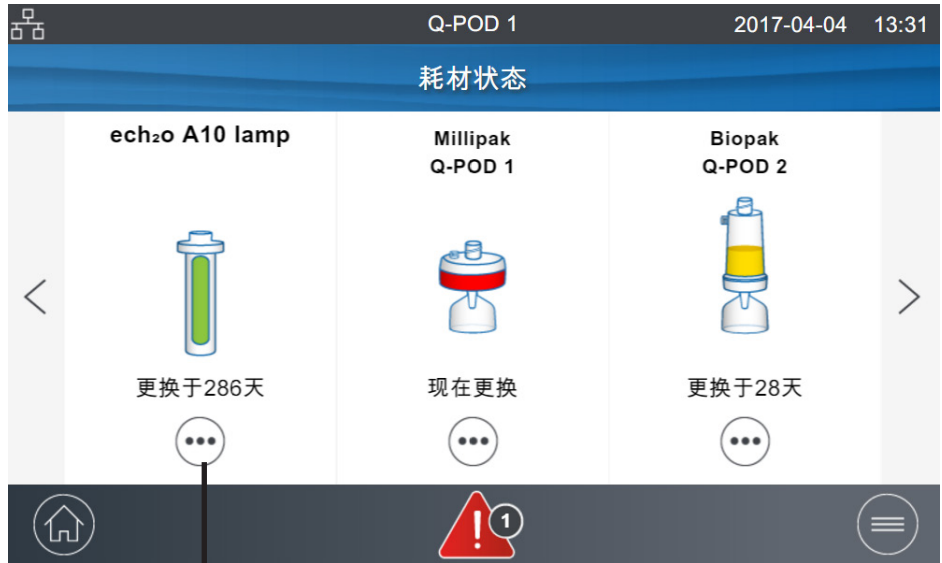 Q-POD 1 2017-04-04 13:31
耗材状态
ech₂o A10 lamp
Millipak
Q-POD 1
Biopak
Q-POD 2
更换于286天
现在更换
更换于28天
1